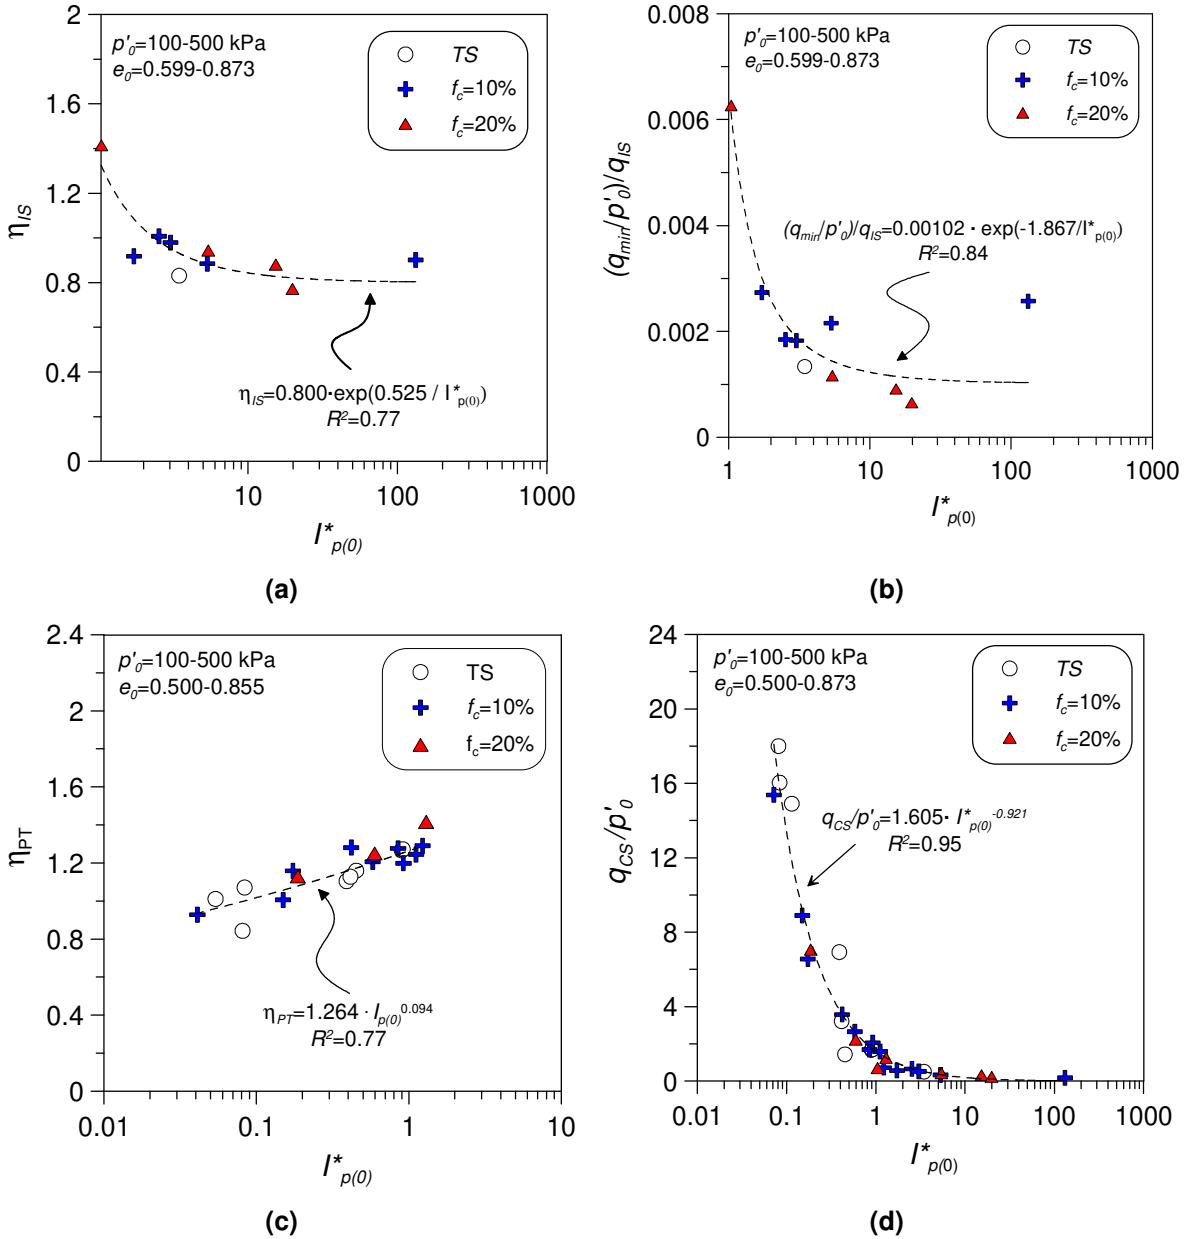 p'0=100-500 kPa
e0=0.599-0.873
TS
fc=10%
fc=20%
2
1.6
1.2
0.8
0.4
0
ηIS
ηIS=0.800·exp(0.525 / I*p(0))
R²=0.77
10
100
1000
I*p(0)
(a)
p'0=100-500 kPa
e0=0.599-0.873
TS
fc=10%
fc=20%
0.008
0.006
0.004
0.002
0
(qmin/p'0)/qIS
(qmin/p'0)/qIS=0.00102 · exp(-1.867/I*p(0))
R²=0.84
1
10
100
1000
I*p(0)
(b)
p'0=100-500 kPa
e0=0.500-0.855
TS
fc=10%
fc=20%
2.4
2
1.6
1.2
0.8
0.4
0
ηPT
ηPT=1.264 · Ip(0)^0.094
R²=0.77
0.01
0.1
1
10
I*p(0)
(c)
p'0=100-500 kPa
e0=0.500-0.873
TS
fc=10%
fc=20%
24
20
16
12
8
4
0
qCS/p'0
qCS/p'0=1.605· I*p(0)^-0.921
R²=0.95
0.01
0.1
1
10
100
1000
I*p(0)
(d)